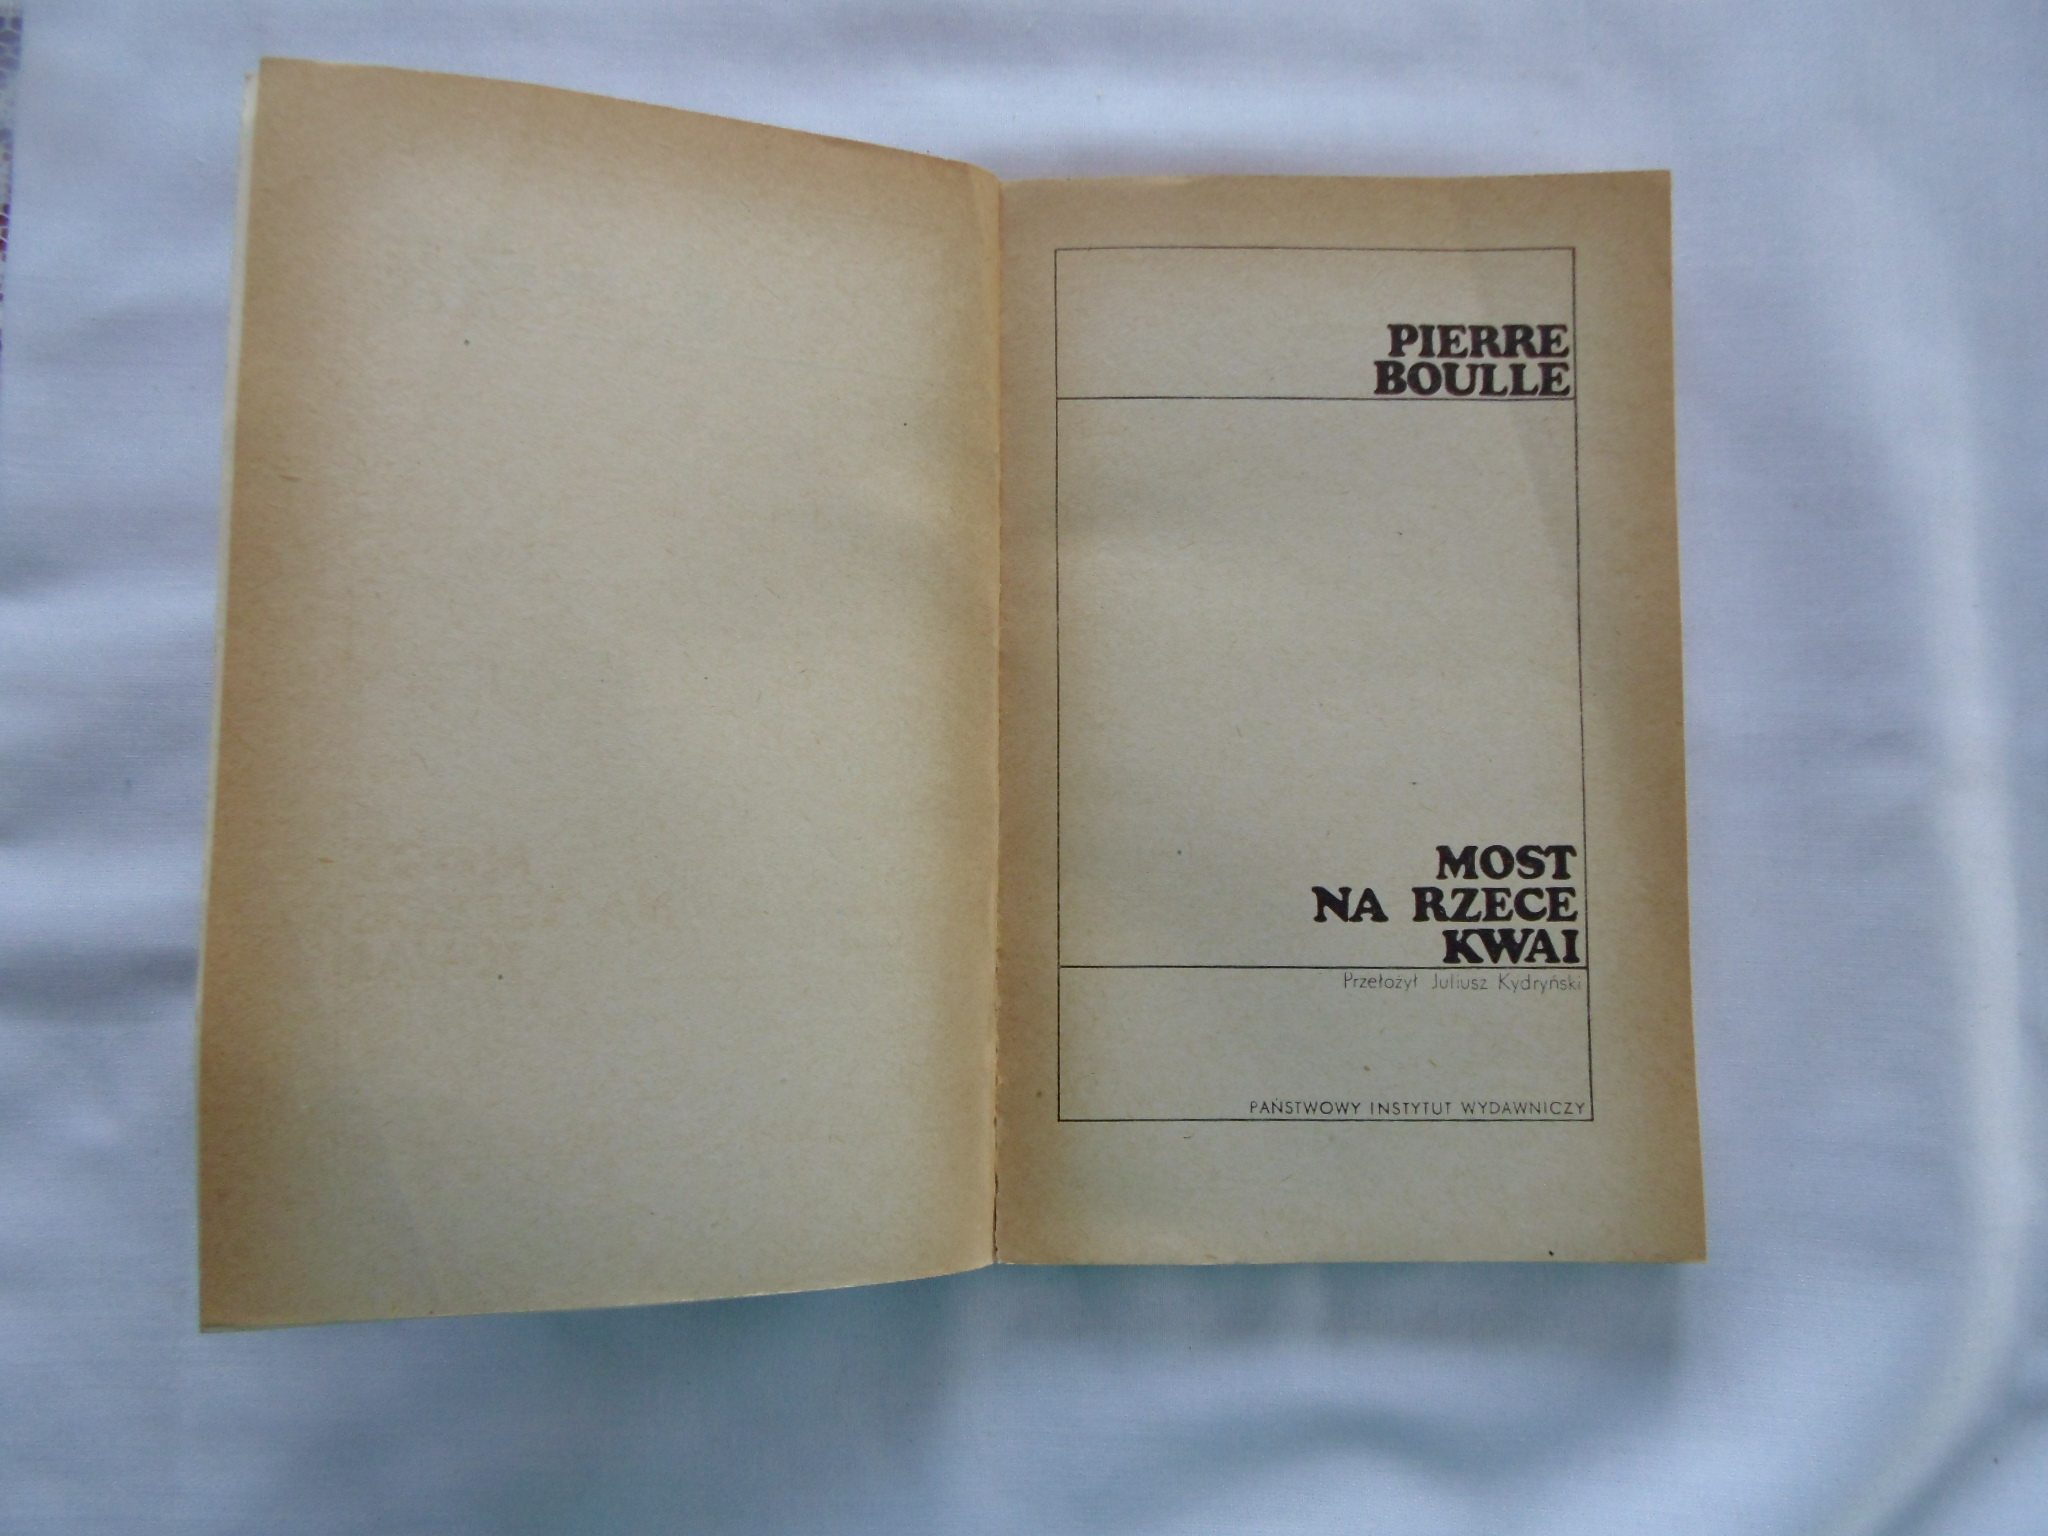 PIERRE
BOULLE
MOST
NA RZECE
KWAI
Przełożył Juliusz Kydryński
PAŃSTWOWY INSTYTUT WYDAWNICZY